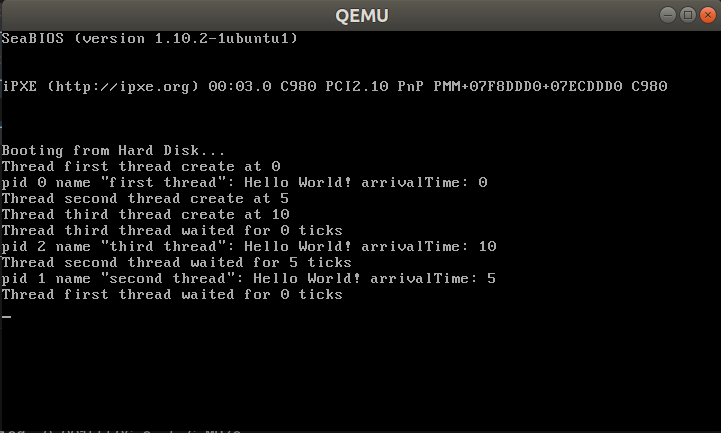 QEMU
SeaBIOS (version 1.10.2-1ubuntu1)
iPXE (http://ipxe.org) 00:03.0 C980 PCI2.10 PnP PMM+07F8DDD0+07ECDDD0 C980
Booting from Hard Disk...
Thread first thread create at 0
pid 0 name "first thread": Hello World! arrivalTime: 0
Thread second thread create at 5
Thread third thread create at 10
Thread third thread waited for 0 ticks
pid 2 name "third thread": Hello World! arrivalTime: 10
Thread second thread waited for 5 ticks
pid 1 name "second thread": Hello World! arrivalTime: 5
Thread first thread waited for 0 ticks